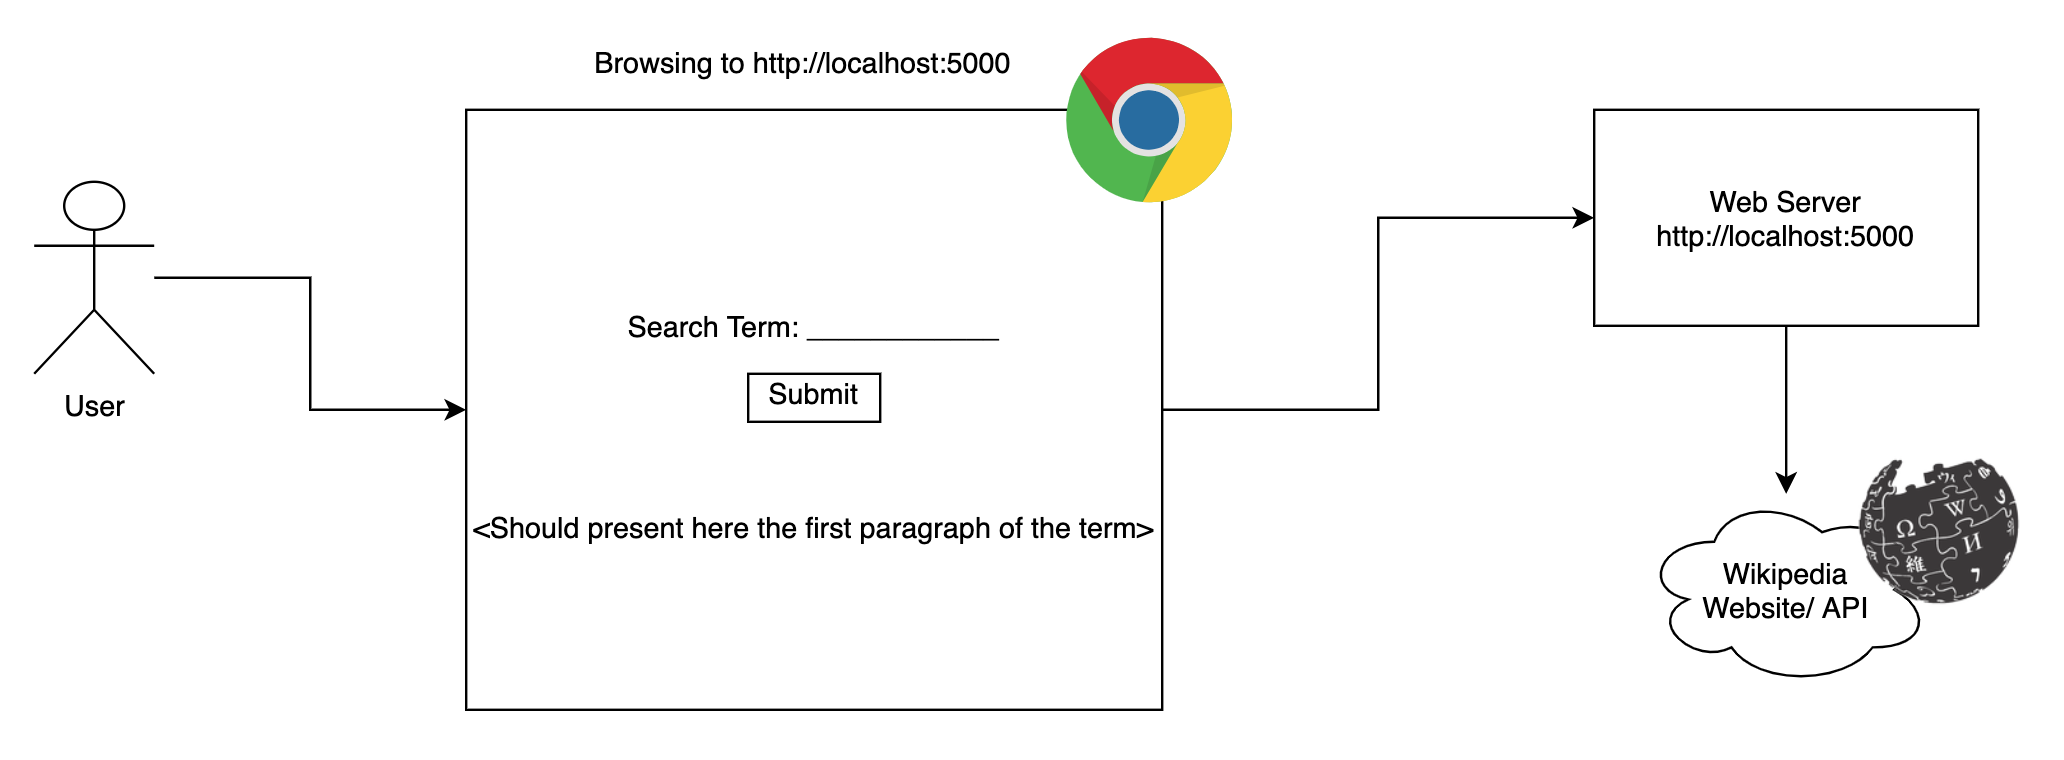 Browsing to http://localhost:5000
User
Search Term: ____________
Submit
<Should present here the first paragraph of the term>
Web Server
http://localhost:5000
Wikipedia
Website/ API
Ω W И 維